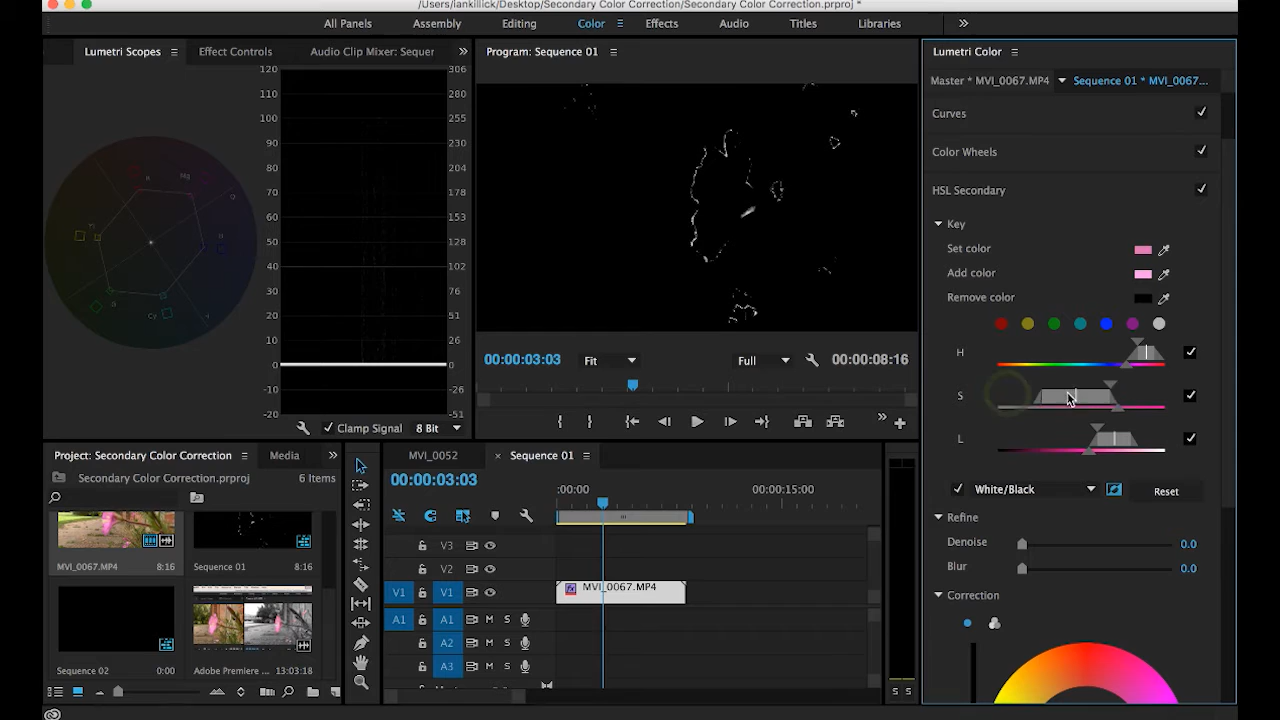 /Users/iankillick/Desktop/Secondary Color Correction/Secondary Color Correction.prproj *
All Panels Assembly Editing Color Effects Audio Titles Libraries
Lumetri Scopes Effect Controls Audio Clip Mixer: Sequer
Program: Sequence 01
Lumetri Color
Master * MVI_0067.MP4 Sequence 01 * MVI_0067...
120 306
110 280
100 255
90 230
80 204
70 178
60 153
50 128
40 102
30 76
20 51
10 26
0 0
-10 -26
-20 -51
Clamp Signal 8 Bit
00:00:03:03 Fit Full 00:00:08:16
Curves
Color Wheels
HSL Secondary
Key
Set color
Add color
Remove color
H
S
L
White/Black Reset
Refine
Denoise 0.0
Blur 0.0
Correction
Project: Secondary Color Correction Media
Secondary Color Correction.prproj 6 Items
MVI_0067.MP4 8:16
Sequence 01 8:16
Sequence 02 0:00
Adobe Premiere ... 13:03:18
MVI_0052 × Sequence 01
00:00:03:03
:00:00 00:00:15:00
V3
V2
V1 V1 fx MVI_0067.MP4
A1 A1 M S
A2 M S
A3 M S
S S